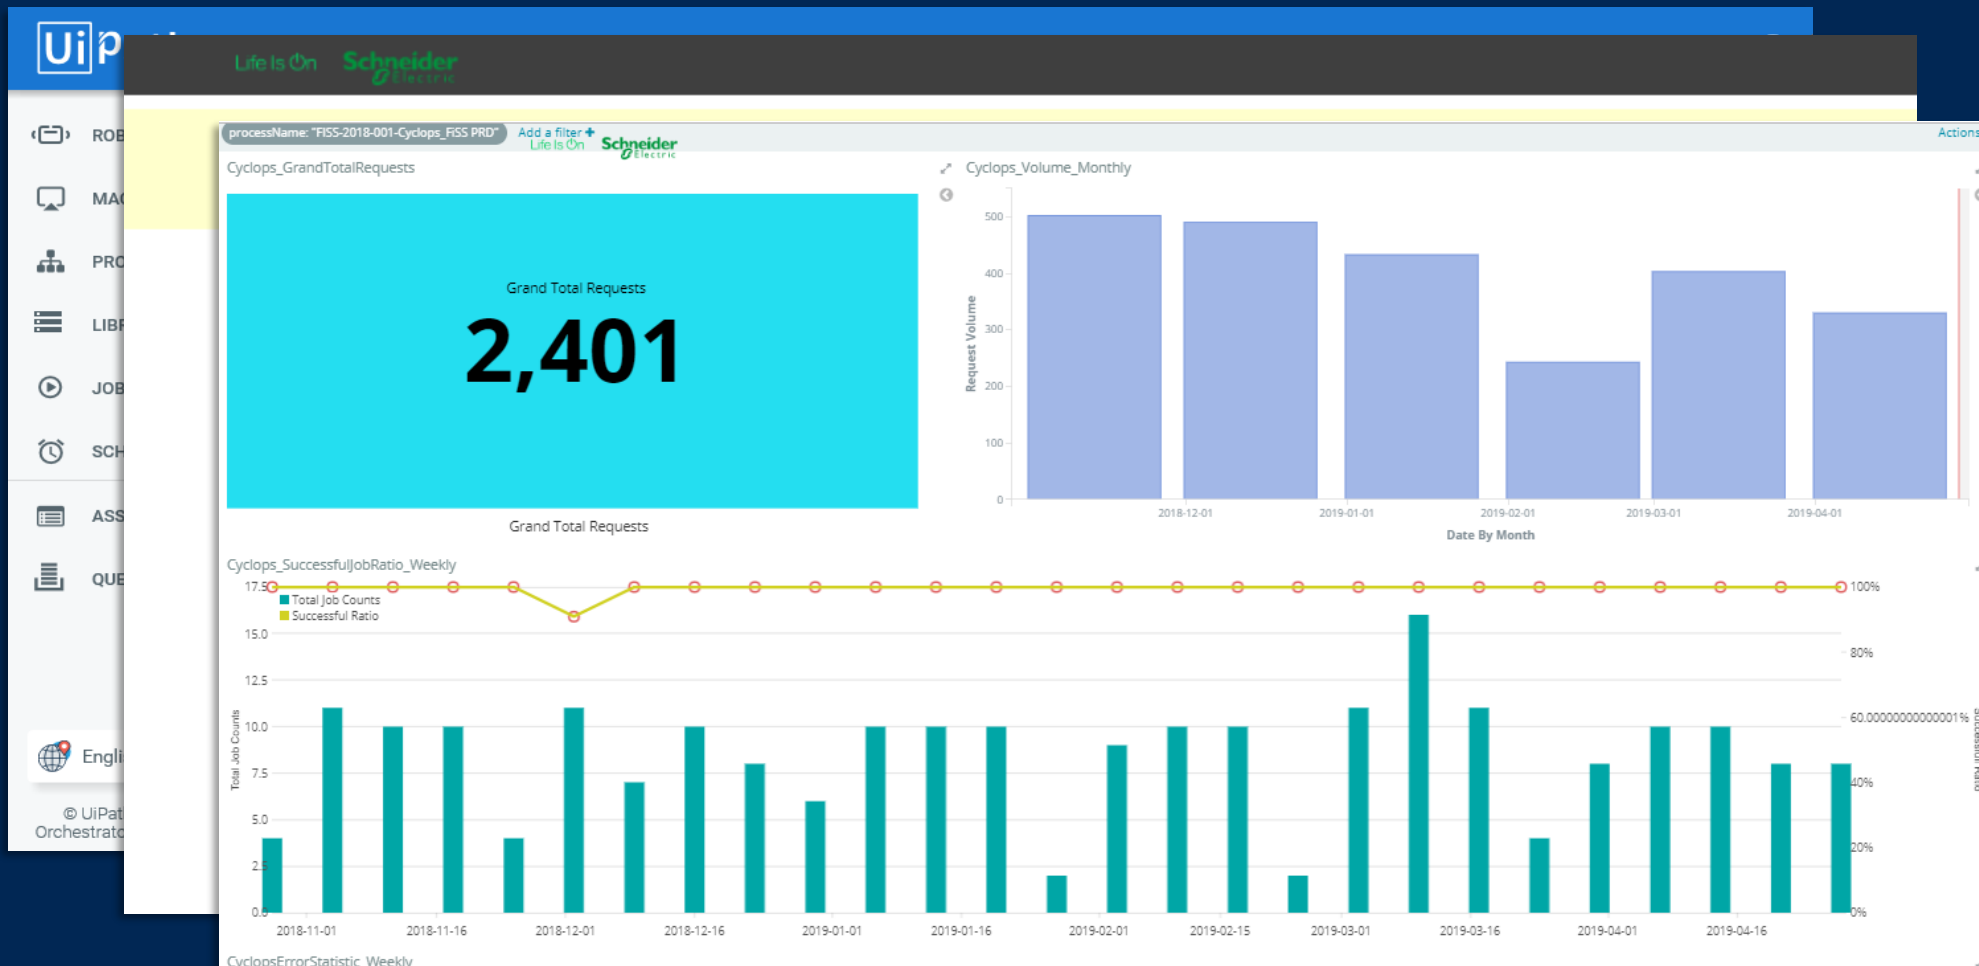 Ui
ROB
MAC
PRO
LIBR
JOB
SCH
ASS
QUE
Engli
© UiPat
Orchestrato
Life Is On Schneider
Electric
processName: "FISS-2018-001-Cyclops_FiSS PRD" Add a filter +
Actions
Life Is On Schneider
Electric
Cyclops_GrandTotalRequests
Grand Total Requests
2,401
Grand Total Requests
Cyclops_Volume_Monthly
500
400
300
200
100
0
Request Volume
2018-12-01 2019-01-01 2019-02-01 2019-03-01 2019-04-01
Date By Month
Cyclops_SuccessfulJobRatio_Weekly
Total Job Counts
Successful Ratio
17.5
15.0
12.5
10.0
7.5
5.0
2.5
0.0
Total Job Counts
100%
80%
60.00000000000001%
40%
20%
0%
2018-11-01 2018-11-16 2018-12-01 2018-12-16 2019-01-01 2019-01-16 2019-02-01 2019-02-15 2019-03-01 2019-03-16 2019-04-01 2019-04-16
CyclopsErrorStatistic_Weekly